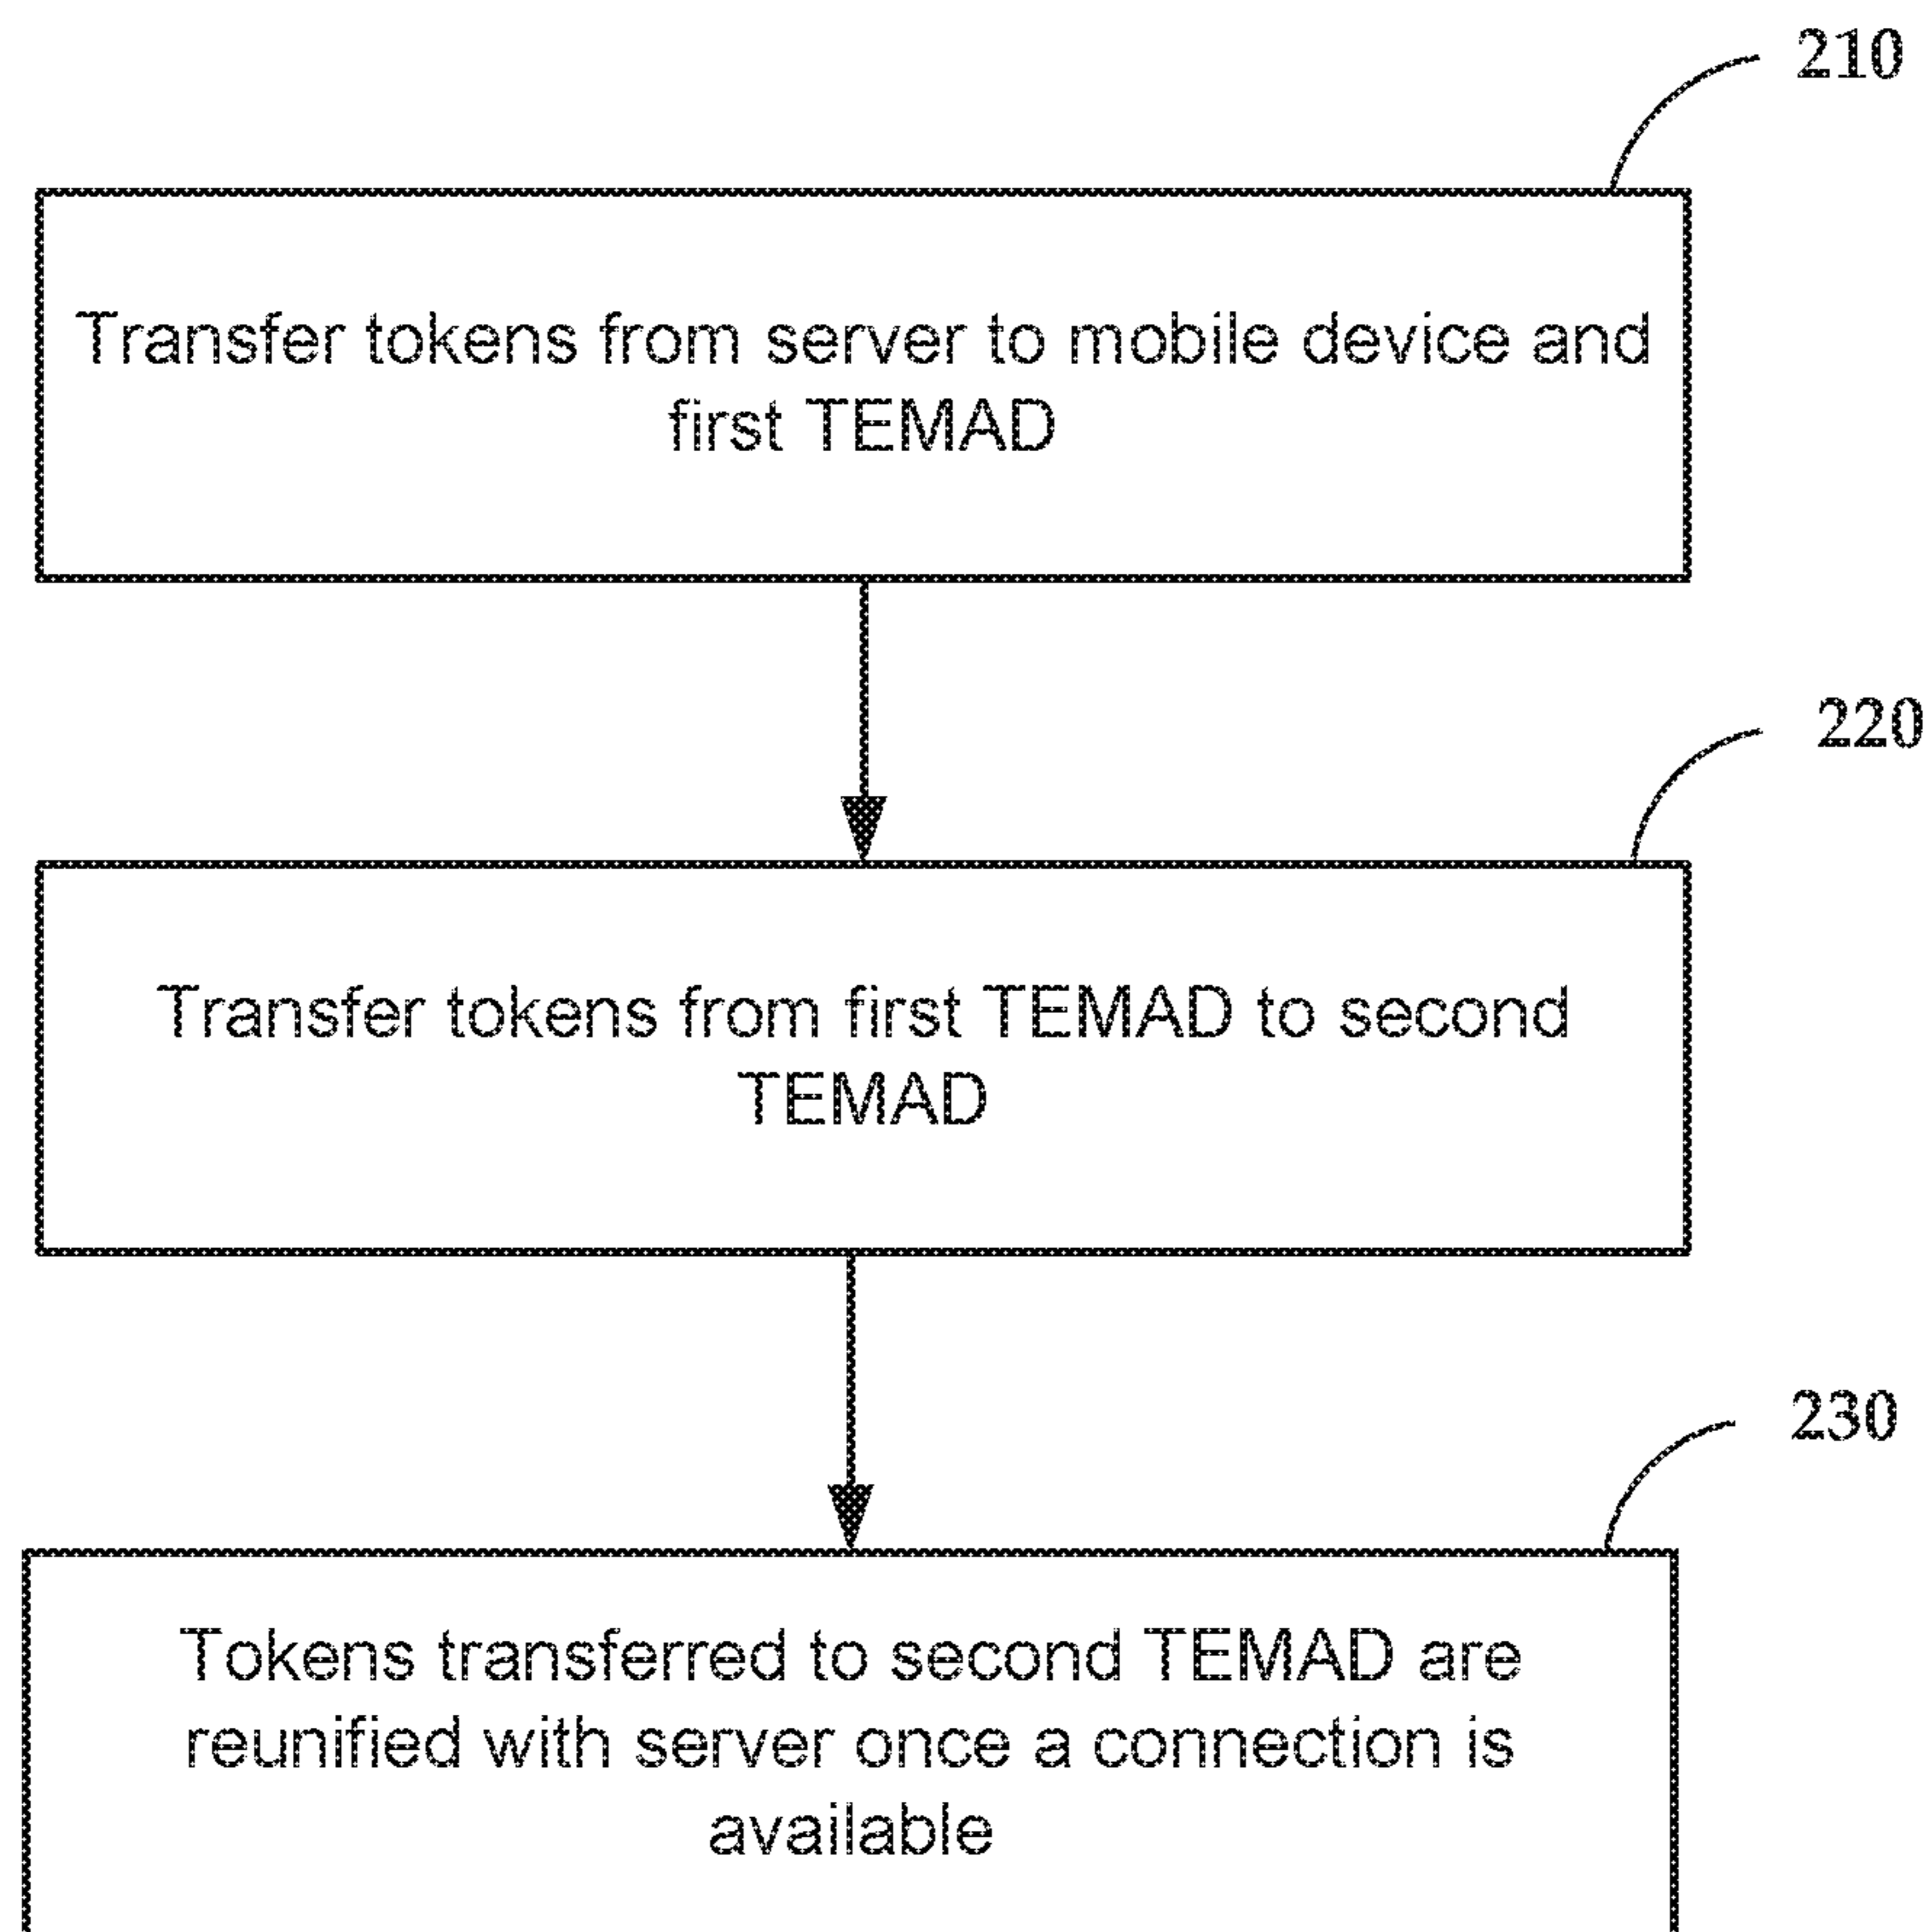 210
Transfer tokens from server to mobile device and
first TEMAD
220
Transfer tokens from first TEMAD to second
TEMAD
230
Tokens transferred to second TEMAD are
reunified with server once a connection is
available